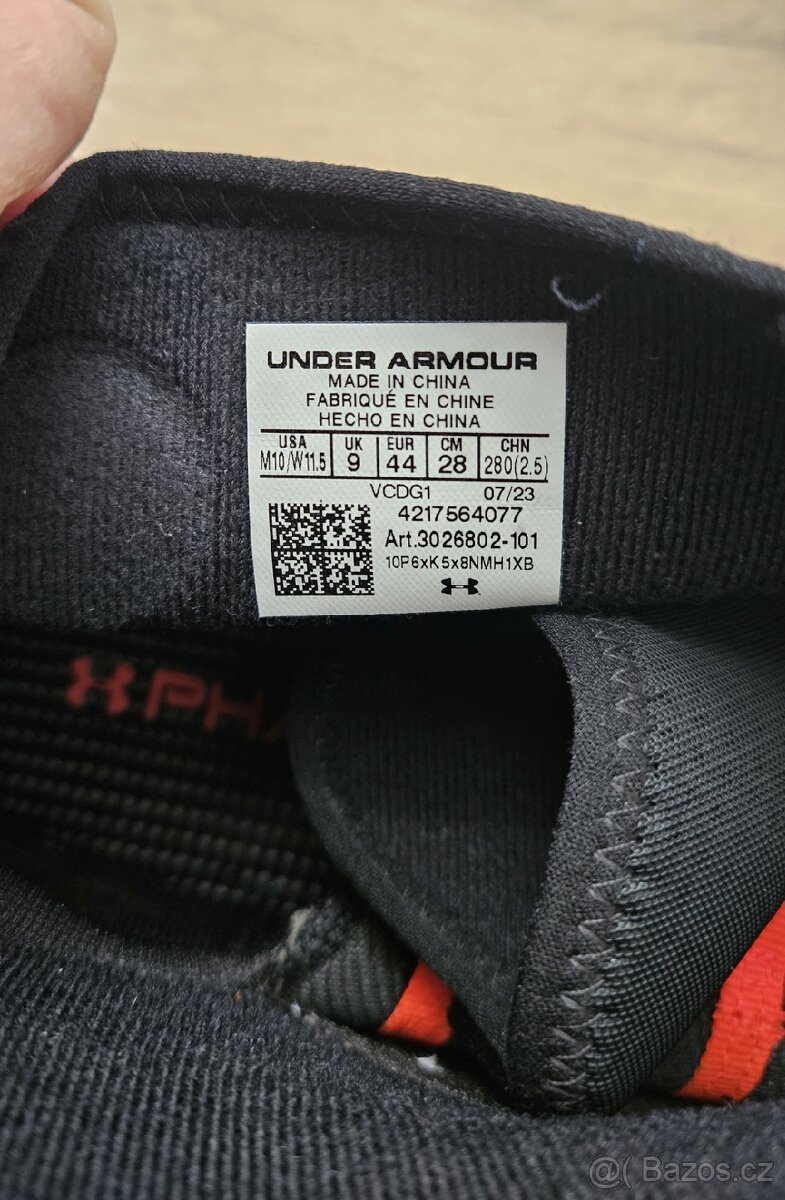 UNDER ARMOUR
MADE IN CHINA
FABRIQUÉ EN CHINE
HECHO EN CHINA
USA UK EUR CM CHN
M10/W11.5 9 44 28 280(2.5)
VCDG1 07/23
4217564077
Art.3026802-101
10P6xK5x8NMH1XB
PHA
@( Bazos.cz